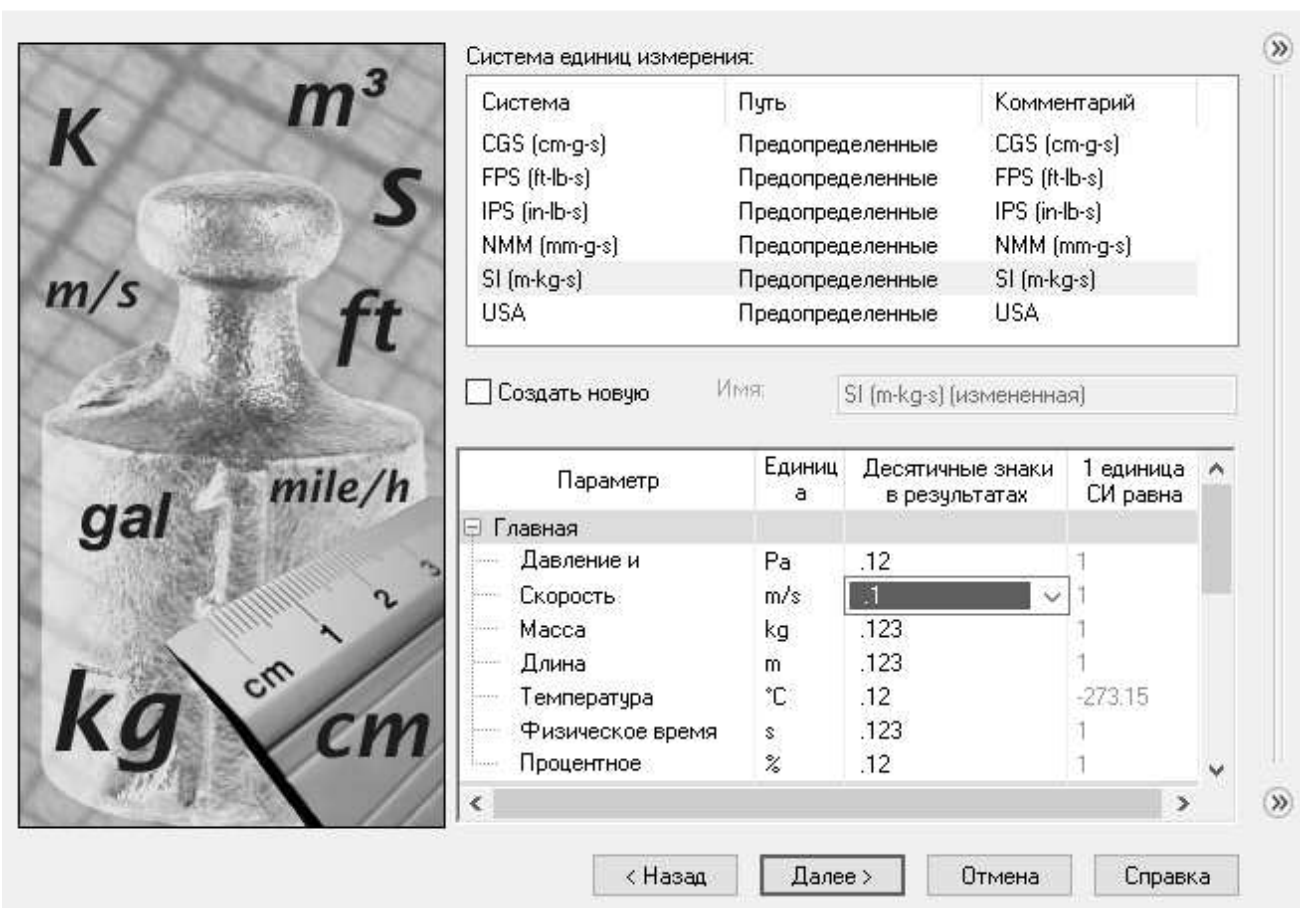 K
m³
s
m/s
ft
gal
mile/h
1
cm 1 2 3
kg
cm
Система единиц измерения:
Система Путь Комментарий
CGS (cm-g-s) Предопределенные CGS (cm-g-s)
FPS (ft-lb-s) Предопределенные FPS (ft-lb-s)
IPS (in-lb-s) Предопределенные IPS (in-lb-s)
NMM (mm-g-s) Предопределенные NMM (mm-g-s)
SI (m-kg-s) Предопределенные SI (m-kg-s)
USA Предопределенные USA
Создать новую Имя: SI (m-kg-s) (измененная)
Параметр Единиц Десятичные знаки 1 единица
а в результатах СИ равна
Главная
Давление и Pa .12 1
Скорость m/s .1 1
Масса kg .123 1
Длина m .123 1
Температура °C .12 -273.15
Физическое время s .123 1
Процентное % .12 1
< Назад Далее > Отмена Справка